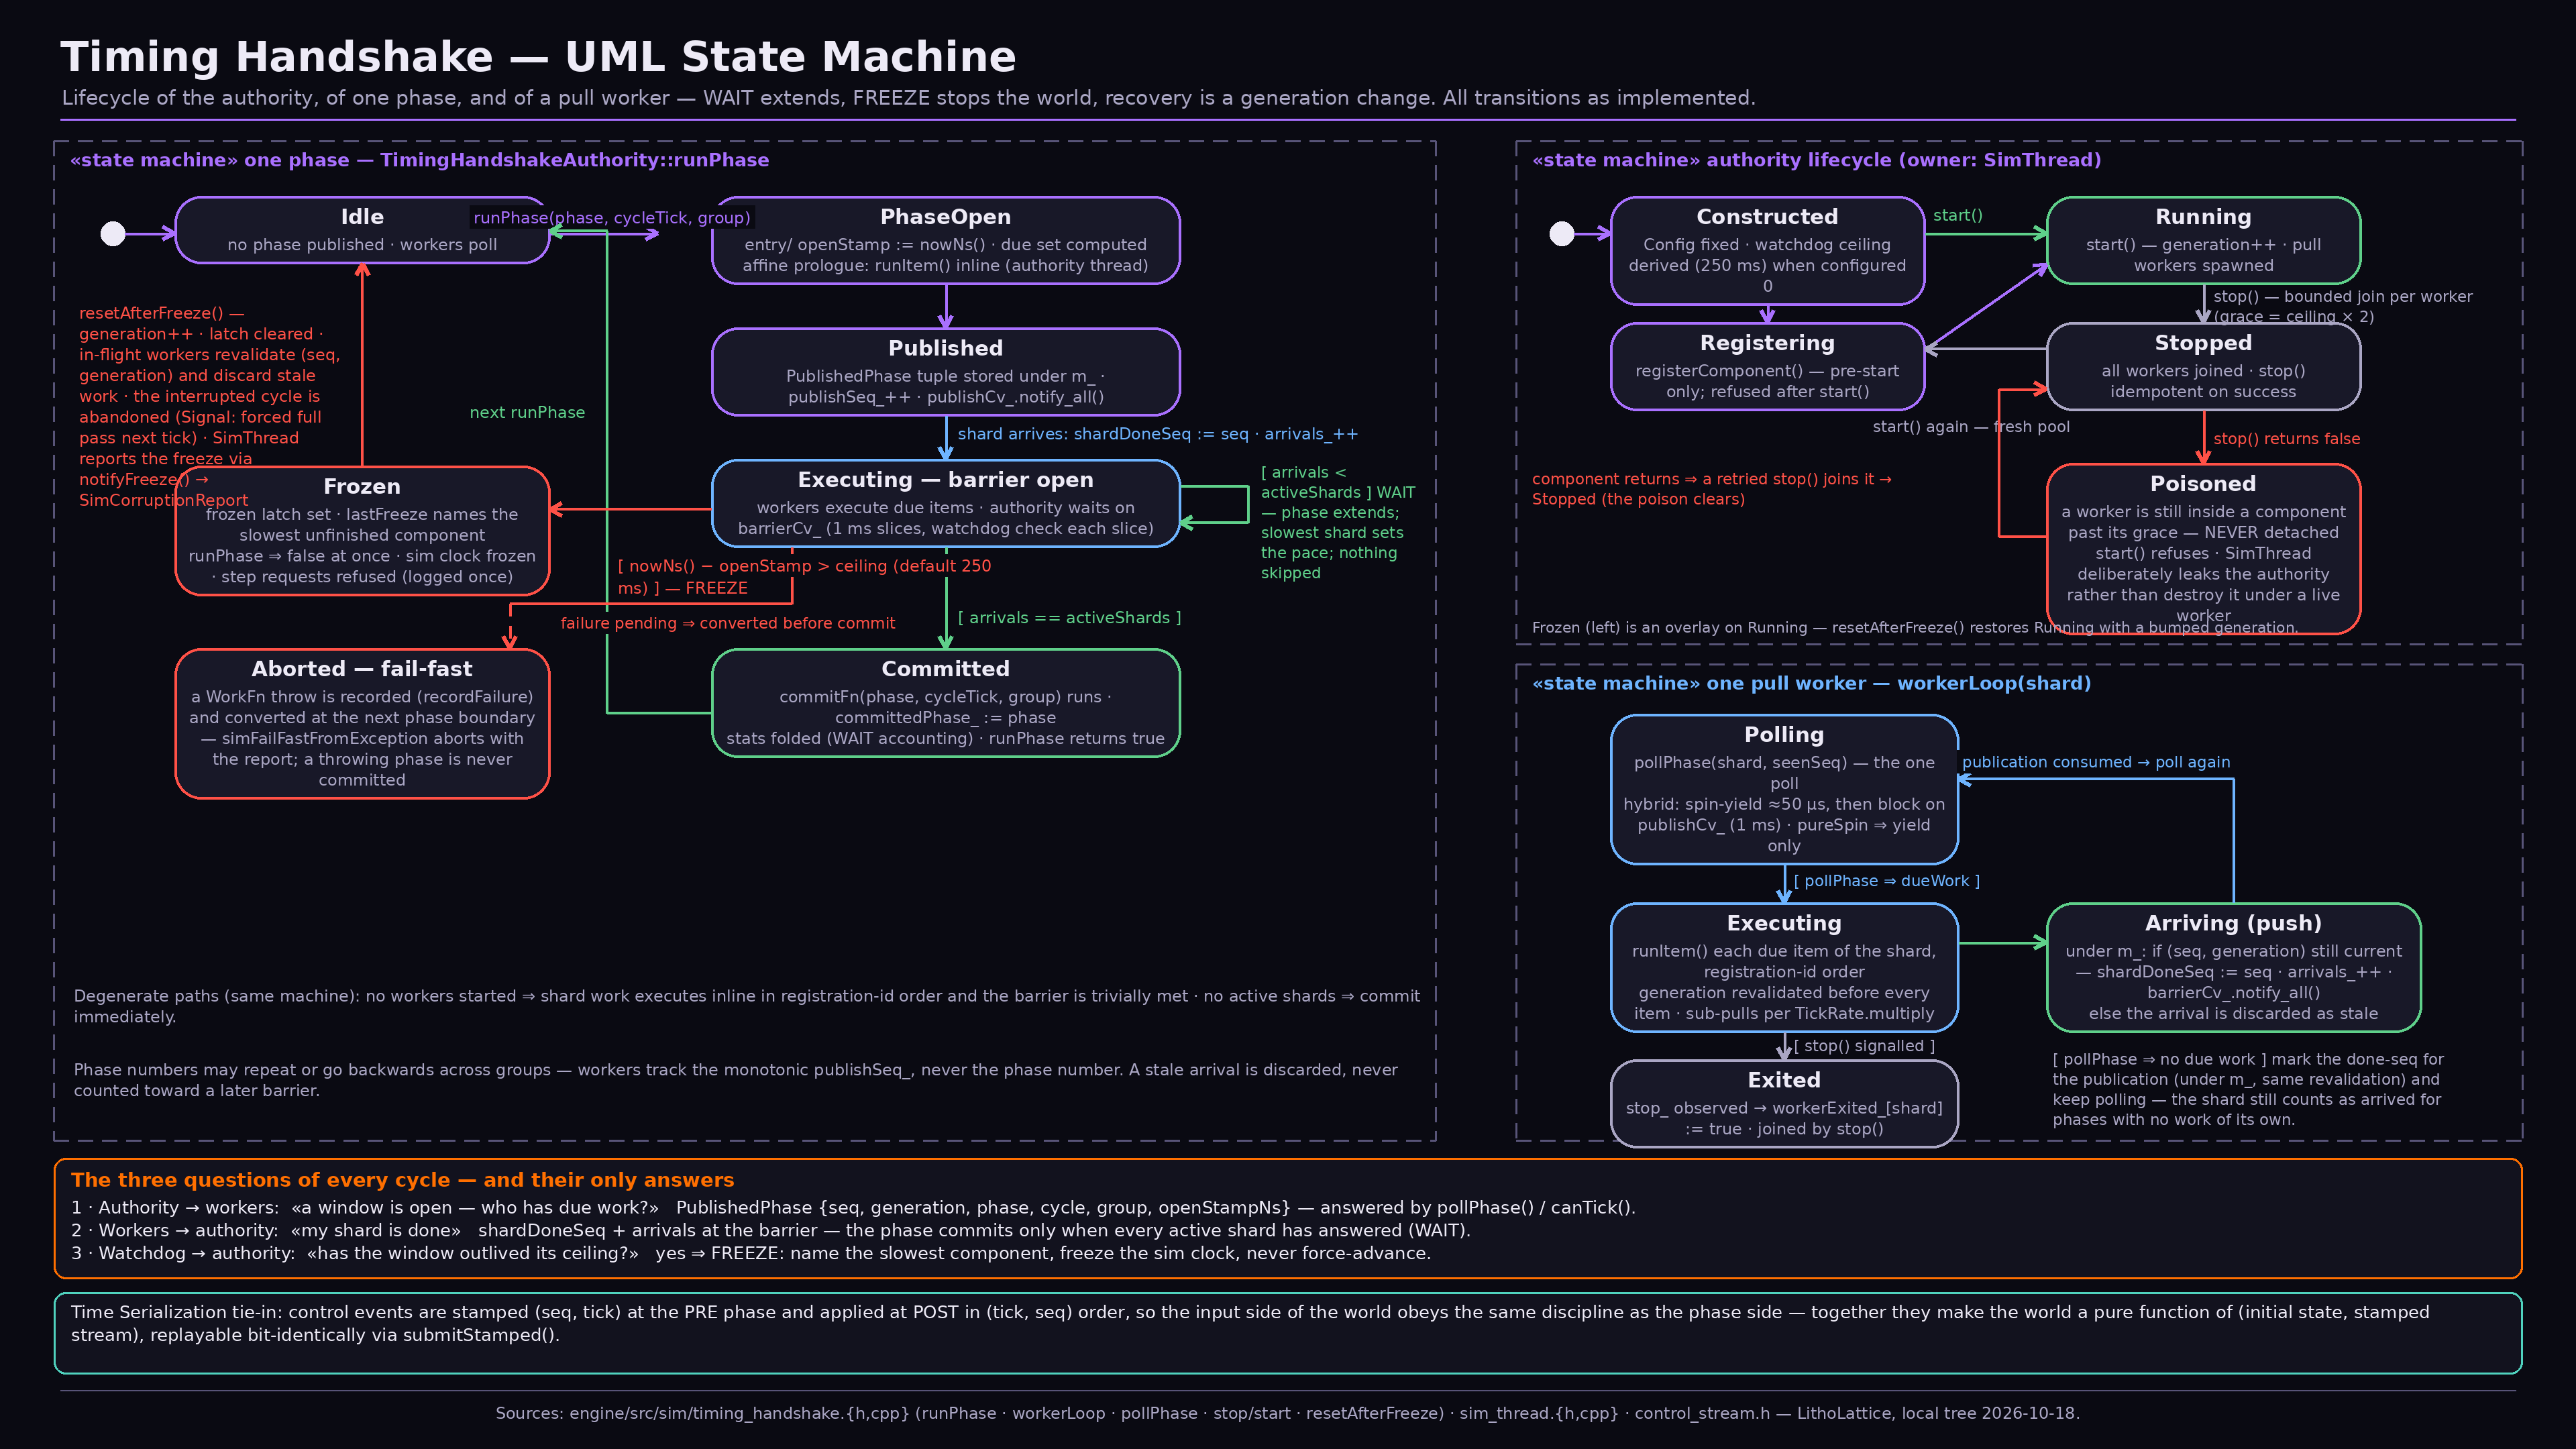 Timing Handshake — UML State Machine
Lifecycle of the authority, of one phase, and of a pull worker — WAIT extends, FREEZE stops the world, recovery is a generation change. All transitions as implemented.
«state machine» one phase — TimingHandshakeAuthority::runPhase
Idle
no phase published · workers poll
runPhase(phase, cycleTick, group)
PhaseOpen
entry/ openStamp := nowNs() · due set computed
affine prologue: runItem() inline (authority thread)
resetAfterFreeze() —
generation++ · latch cleared ·
in-flight workers revalidate (seq,
generation) and discard stale
work · the interrupted cycle is
abandoned (Signal: forced full
pass next tick) · SimThread
reports the freeze via
notifyFreeze() →
SimCorruptionReport
Published
PublishedPhase tuple stored under m_ ·
publishSeq_++ · publishCv_.notify_all()
next runPhase
shard arrives: shardDoneSeq := seq · arrivals_++
Frozen
frozen latch set · lastFreeze names the
slowest unfinished component
runPhase ⇒ false at once · sim clock frozen
· step requests refused (logged once)
Executing — barrier open
workers execute due items · authority waits on
barrierCv_ (1 ms slices, watchdog check each slice)
[ arrivals <
activeShards ] WAIT
— phase extends;
slowest shard sets
the pace; nothing
skipped
[ nowNs() − openStamp > ceiling (default 250
ms) ] — FREEZE
failure pending ⇒ converted before commit
[ arrivals == activeShards ]
Aborted — fail-fast
a WorkFn throw is recorded (recordFailure)
and converted at the next phase boundary
— simFailFastFromException aborts with
the report; a throwing phase is never
committed
Committed
commitFn(phase, cycleTick, group) runs ·
committedPhase_ := phase
stats folded (WAIT accounting) · runPhase returns true
Degenerate paths (same machine): no workers started ⇒ shard work executes inline in registration-id order and the barrier is trivially met · no active shards ⇒ commit
immediately.
Phase numbers may repeat or go backwards across groups — workers track the monotonic publishSeq_, never the phase number. A stale arrival is discarded, never
counted toward a later barrier.
«state machine» authority lifecycle (owner: SimThread)
Constructed
Config fixed · watchdog ceiling
derived (250 ms) when configured
0
start()
Running
start() — generation++ · pull
workers spawned
stop() — bounded join per worker
(grace = ceiling × 2)
Registering
registerComponent() — pre-start
only; refused after start()
Stopped
all workers joined · stop()
idempotent on success
start() again — fresh pool
stop() returns false
component returns ⇒ a retried stop() joins it →
Stopped (the poison clears)
Poisoned
a worker is still inside a component
past its grace — NEVER detached
start() refuses · SimThread
deliberately leaks the authority
rather than destroy it under a live
worker
Frozen (left) is an overlay on Running — resetAfterFreeze() restores Running with a bumped generation.
«state machine» one pull worker — workerLoop(shard)
Polling
pollPhase(shard, seenSeq) — the one
poll
hybrid: spin-yield ≈50 µs, then block on
publishCv_ (1 ms) · pureSpin ⇒ yield
only
publication consumed → poll again
[ pollPhase ⇒ dueWork ]
Executing
runItem() each due item of the shard,
registration-id order
generation revalidated before every
item · sub-pulls per TickRate.multiply
Arriving (push)
under m_: if (seq, generation) still current
— shardDoneSeq := seq · arrivals_++ ·
barrierCv_.notify_all()
else the arrival is discarded as stale
[ stop() signalled ]
Exited
stop_ observed → workerExited_[shard]
:= true · joined by stop()
[ pollPhase ⇒ no due work ] mark the done-seq for
the publication (under m_, same revalidation) and
keep polling — the shard still counts as arrived for
phases with no work of its own.
The three questions of every cycle — and their only answers
1 · Authority → workers: «a window is open — who has due work?» PublishedPhase {seq, generation, phase, cycle, group, openStampNs} — answered by pollPhase() / canTick().
2 · Workers → authority: «my shard is done» shardDoneSeq + arrivals at the barrier — the phase commits only when every active shard has answered (WAIT).
3 · Watchdog → authority: «has the window outlived its ceiling?» yes ⇒ FREEZE: name the slowest component, freeze the sim clock, never force-advance.
Time Serialization tie-in: control events are stamped (seq, tick) at the PRE phase and applied at POST in (tick, seq) order, so the input side of the world obeys the same discipline as the phase side — together they make the world a pure function of (initial state, stamped
stream), replayable bit-identically via submitStamped().
Sources: engine/src/sim/timing_handshake.{h,cpp} (runPhase · workerLoop · pollPhase · stop/start · resetAfterFreeze) · sim_thread.{h,cpp} · control_stream.h — LithoLattice, local tree 2026-10-18.